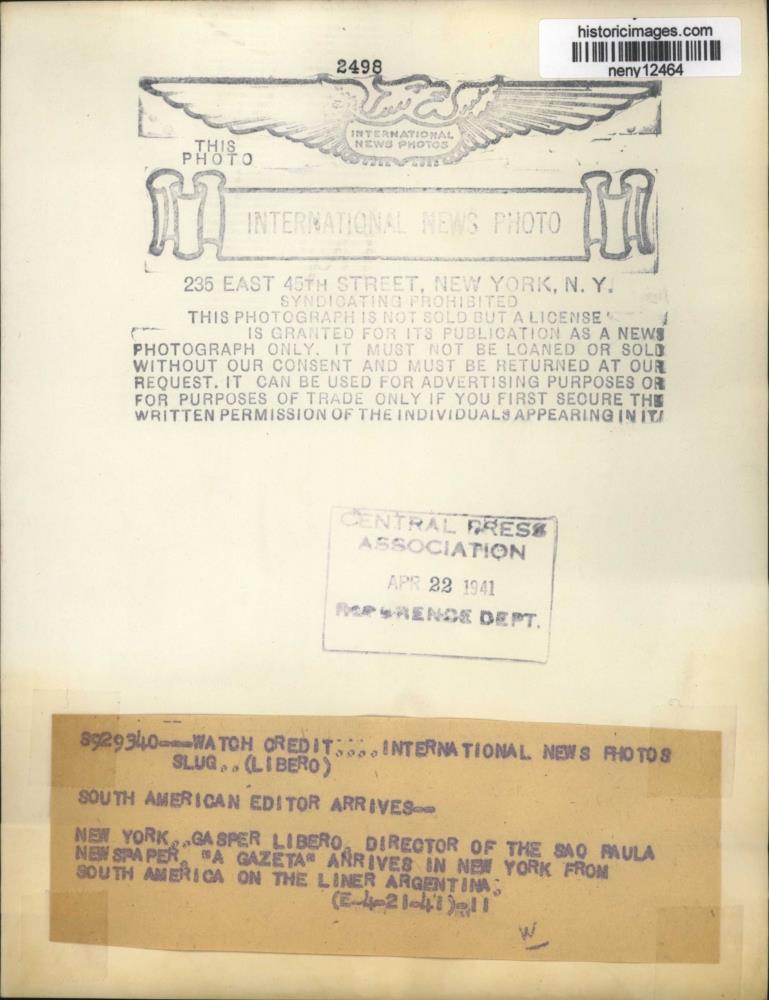 historicimages.com
neny12464
2498
INTERNATIONAL
NEWS PHOTOS
THIS
PHOTO
INTERNATIONAL NEWS PHOTO
235 EAST 45TH STREET, NEW YORK, N. Y.
SYNDICATING PROHIBITED
THIS PHOTOGRAPH IS NOT SOLD BUT A LICENSE
IS GRANTED FOR ITS PUBLICATION AS A NEWS
PHOTOGRAPH ONLY. IT MUST NOT BE LOANED OR SOLD
WITHOUT OUR CONSENT AND MUST BE RETURNED AT OUR
REQUEST. IT CAN BE USED FOR ADVERTISING PURPOSES OR
FOR PURPOSES OF TRADE ONLY IF YOU FIRST SECURE THE
WRITTEN PERMISSION OF THE INDIVIDUALS APPEARING IN IT
CENTRAL PRESS
ASSOCIATION
APR 22 1941
REFERENCE DEPT.
S929340---WATCH CREDIT.....INTERNATIONAL NEWS PHOTOS
SLUG..(LIBERO)
SOUTH AMERICAN EDITOR ARRIVES--
NEW YORK..GASPER LIBERO, DIRECTOR OF THE SAO PAULA
NEWSPAPER, "A GAZETA" ARRIVES IN NEW YORK FROM
SOUTH AMERICA ON THE LINER ARGENTINA.
(E-4-21-41)-11
W